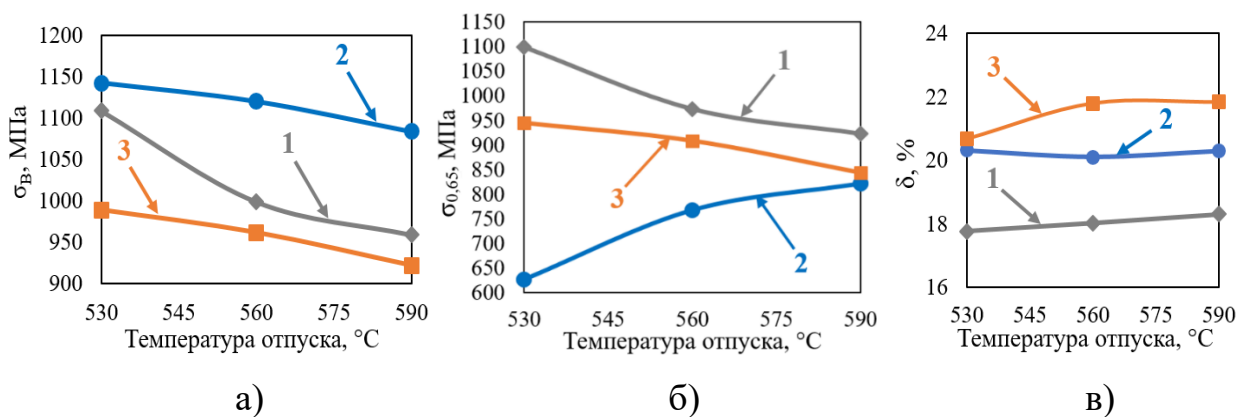 σВ, МПа
1200
1150
1100
1050
1000
950
900
530 545 560 575 590
Температура отпуска, °С
1
2
3
а)
σ0,65, МПа
1150
1100
1050
1000
950
900
850
800
750
700
650
600
530 545 560 575 590
Температура отпуска, °С
1
3
2
б)
δ, %
24
22
20
18
16
530 545 560 575 590
Температура отпуска, °С
3
2
1
в)